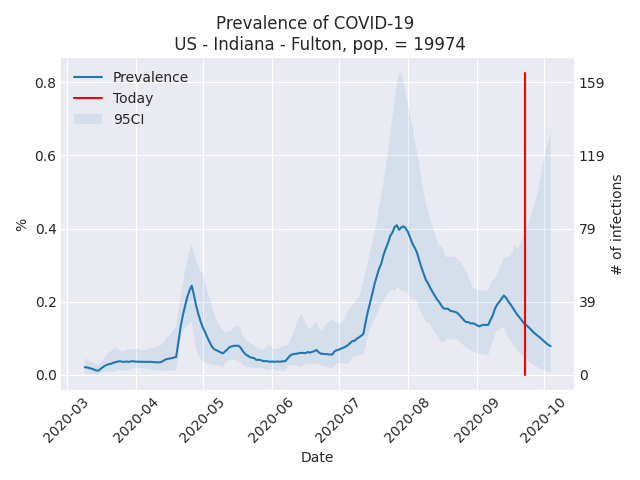 Prevalence of COVID-19
US - Indiana - Fulton, pop. = 19974
Prevalence
Today
95CI
%
0.8
0.6
0.4
0.2
0.0
159
119
79
39
0
# of infections
2020-03
2020-04
2020-05
2020-06
2020-07
2020-08
2020-09
2020-10
Date